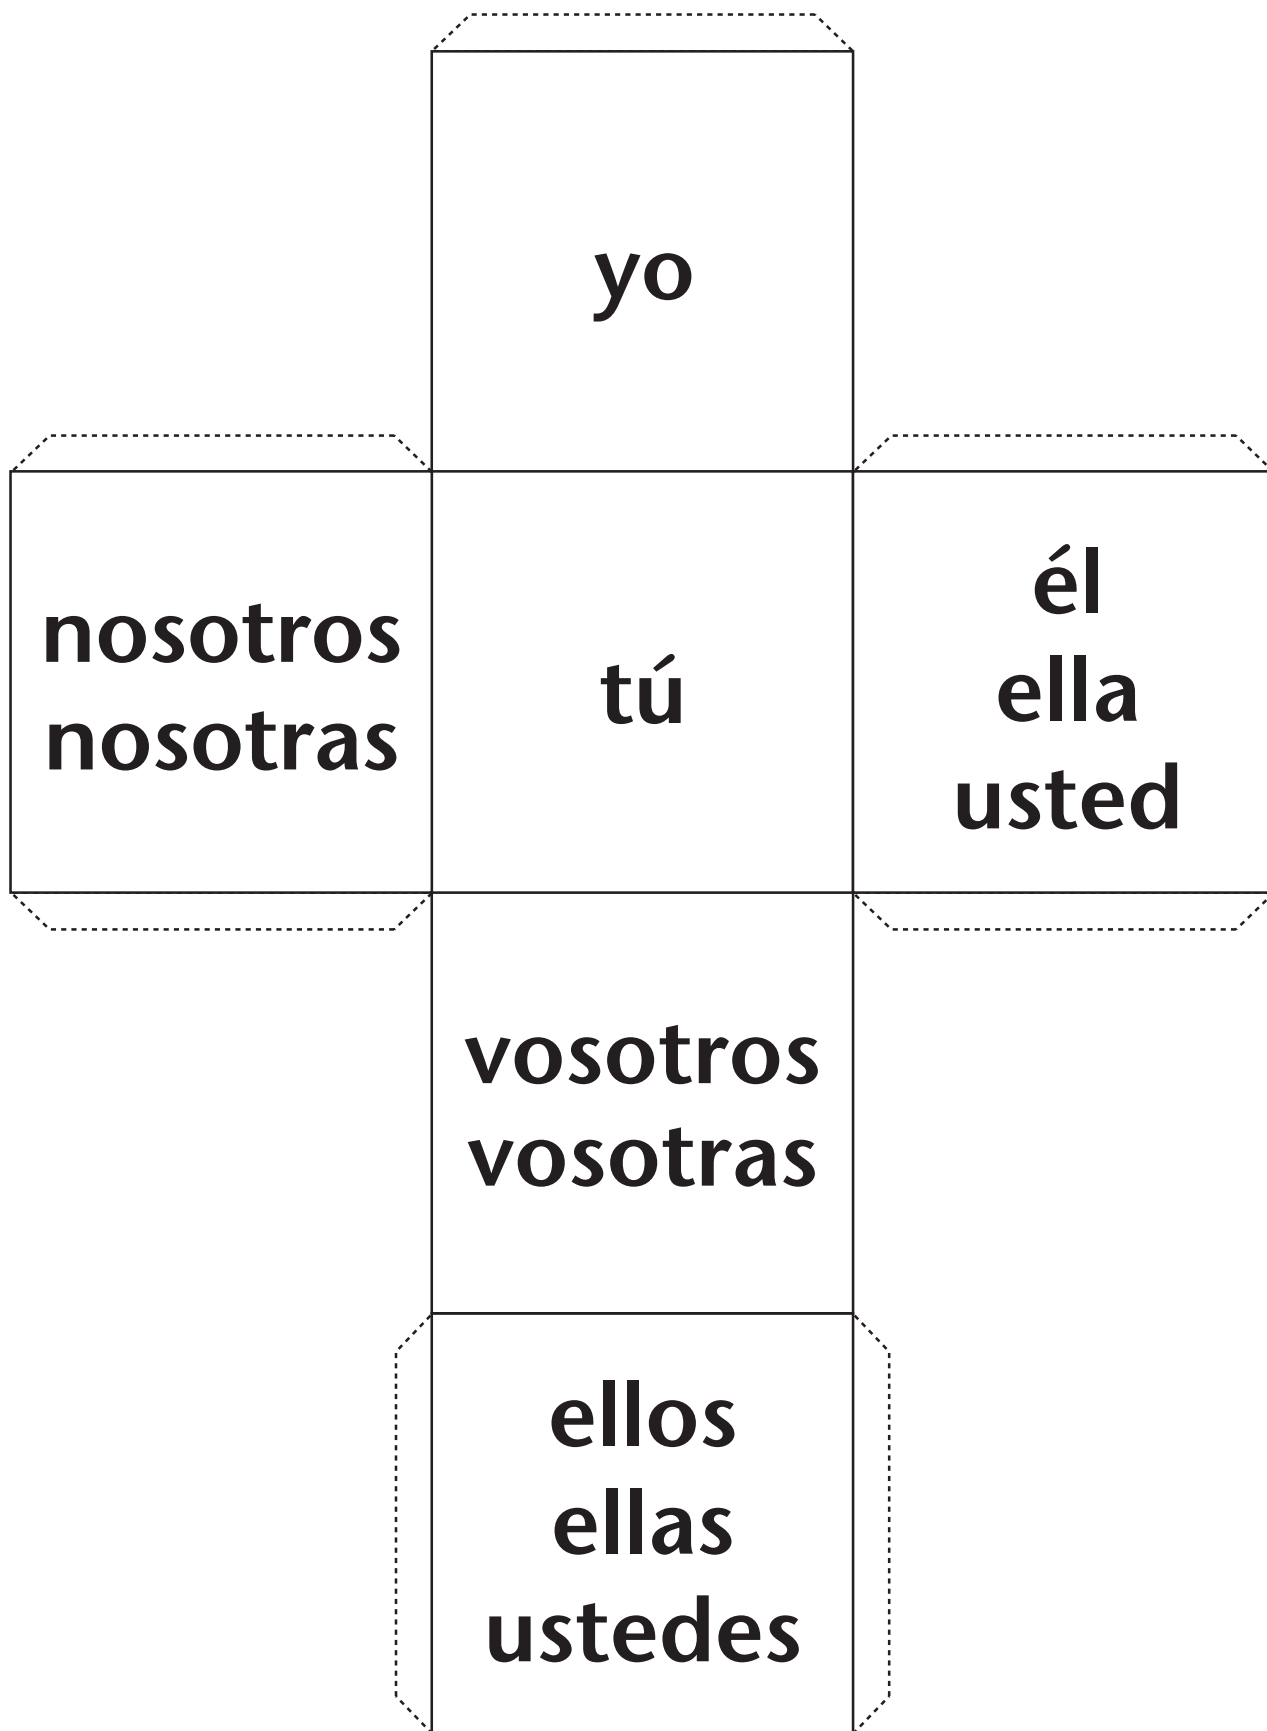 yo
nosotros
nosotras
tú
él
ella
usted
vosotros
vosotras
ellos
ellas
ustedes